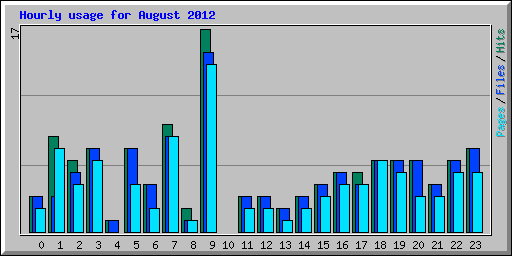 Hourly usage for August 2012
17
Pages/Files/Hits
0 1 2 3 4 5 6 7 8 9 10 11 12 13 14 15 16 17 18 19 20 21 22 23